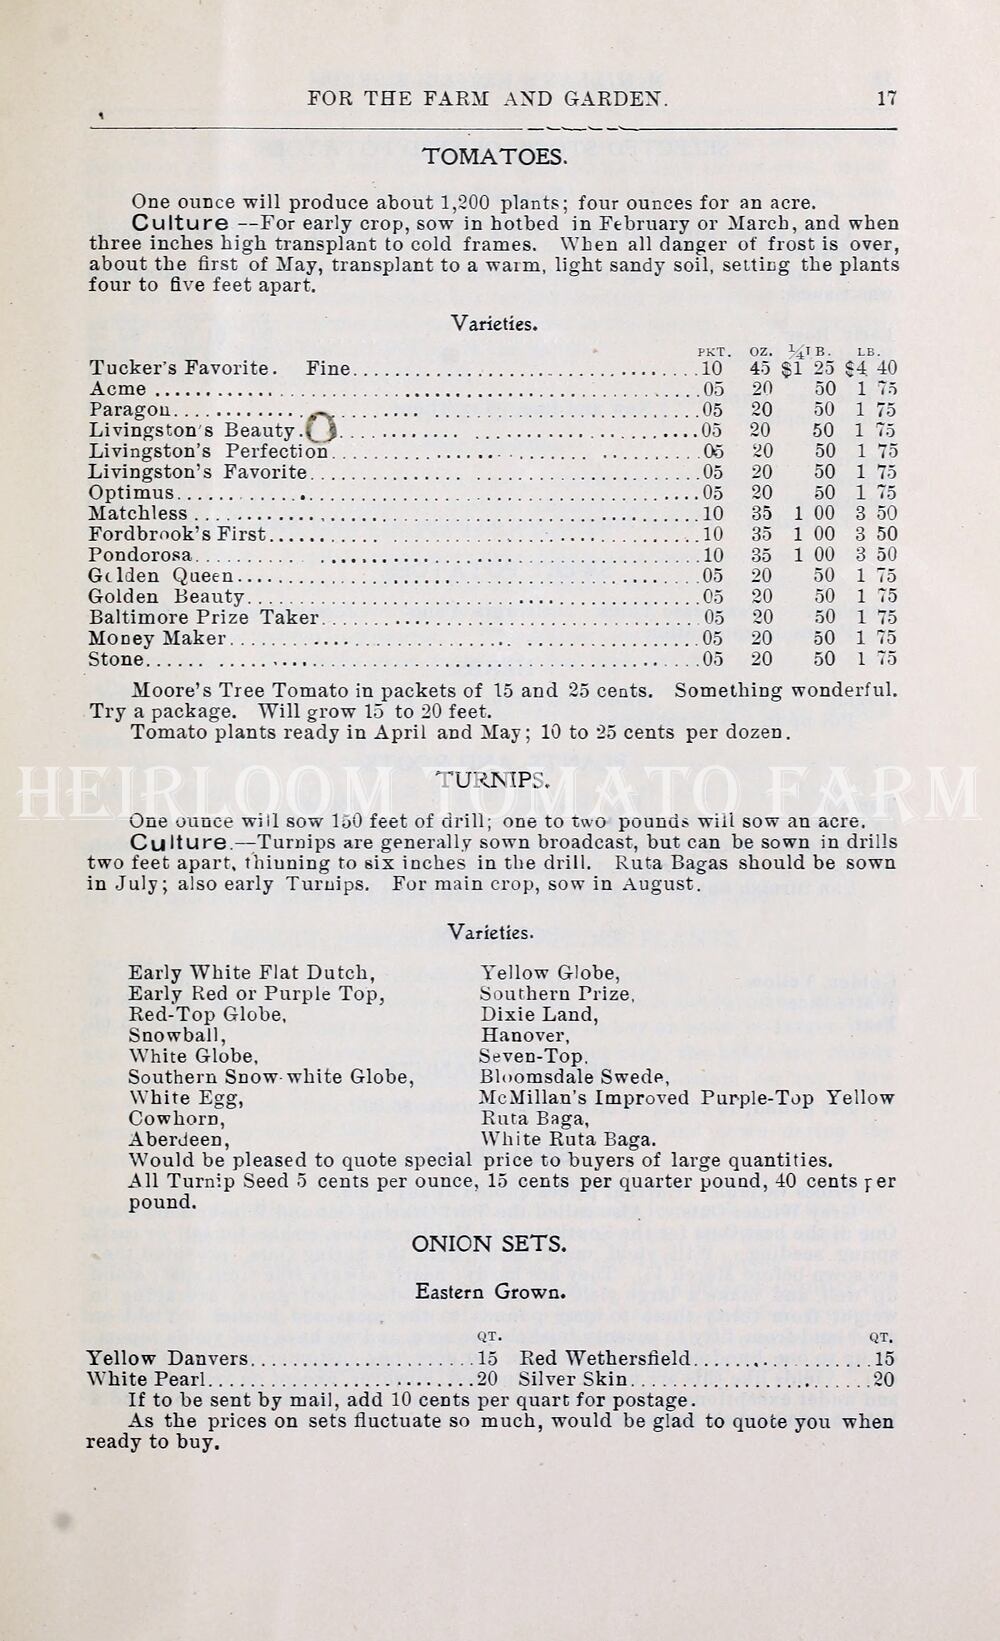 FOR THE FARM AND GARDEN. 17
TOMATOES.
One ounce will produce about 1,200 plants; four ounces for an acre.
Culture —For early crop, sow in hotbed in February or March, and when
three inches high transplant to cold frames. When all danger of frost is over,
about the first of May, transplant to a warm, light sandy soil, setting the plants
four to five feet apart.
Varieties.
PKT. OZ. ¼LB. LB.
Tucker's Favorite. Fine........ 10 45 $1 25 $4 40
Acme ........ 05 20 50 1 75
Paragon........ 05 20 50 1 75
Livingston's Beauty........ 05 20 50 1 75
Livingston's Perfection........ 05 20 50 1 75
Livingston's Favorite........ 05 20 50 1 75
Optimus........ 05 20 50 1 75
Matchless ........ 10 35 1 00 3 50
Fordbrook's First........ 10 35 1 00 3 50
Pondorosa........ 10 35 1 00 3 50
Golden Queen........ 05 20 50 1 75
Golden Beauty........ 05 20 50 1 75
Baltimore Prize Taker........ 05 20 50 1 75
Money Maker........ 05 20 50 1 75
Stone........ 05 20 50 1 75
Moore's Tree Tomato in packets of 15 and 25 cents. Something wonderful.
Try a package. Will grow 15 to 20 feet.
Tomato plants ready in April and May; 10 to 25 cents per dozen.
HEIRLOOM TOMATO FARM
TURNIPS.
One ounce will sow 150 feet of drill; one to two pounds will sow an acre.
Culture.—Turnips are generally sown broadcast, but can be sown in drills
two feet apart, thinning to six inches in the drill. Ruta Bagas should be sown
in July; also early Turnips. For main crop, sow in August.
Varieties.
Early White Flat Dutch,
Early Red or Purple Top,
Red-Top Globe,
Snowball,
White Globe,
Southern Snow-white Globe,
White Egg,
Cowhorn,
Aberdeen,
Yellow Globe,
Southern Prize,
Dixie Land,
Hanover,
Seven-Top.
Bloomsdale Swede,
McMillan's Improved Purple-Top Yellow
Ruta Baga,
White Ruta Baga.
Would be pleased to quote special price to buyers of large quantities.
All Turnip Seed 5 cents per ounce, 15 cents per quarter pound, 40 cents per
pound.
ONION SETS.
Eastern Grown.
QT. QT.
Yellow Danvers........ 15 Red Wethersfield........ 15
White Pearl........ 20 Silver Skin........ 20
If to be sent by mail, add 10 cents per quart for postage.
As the prices on sets fluctuate so much, would be glad to quote you when
ready to buy.